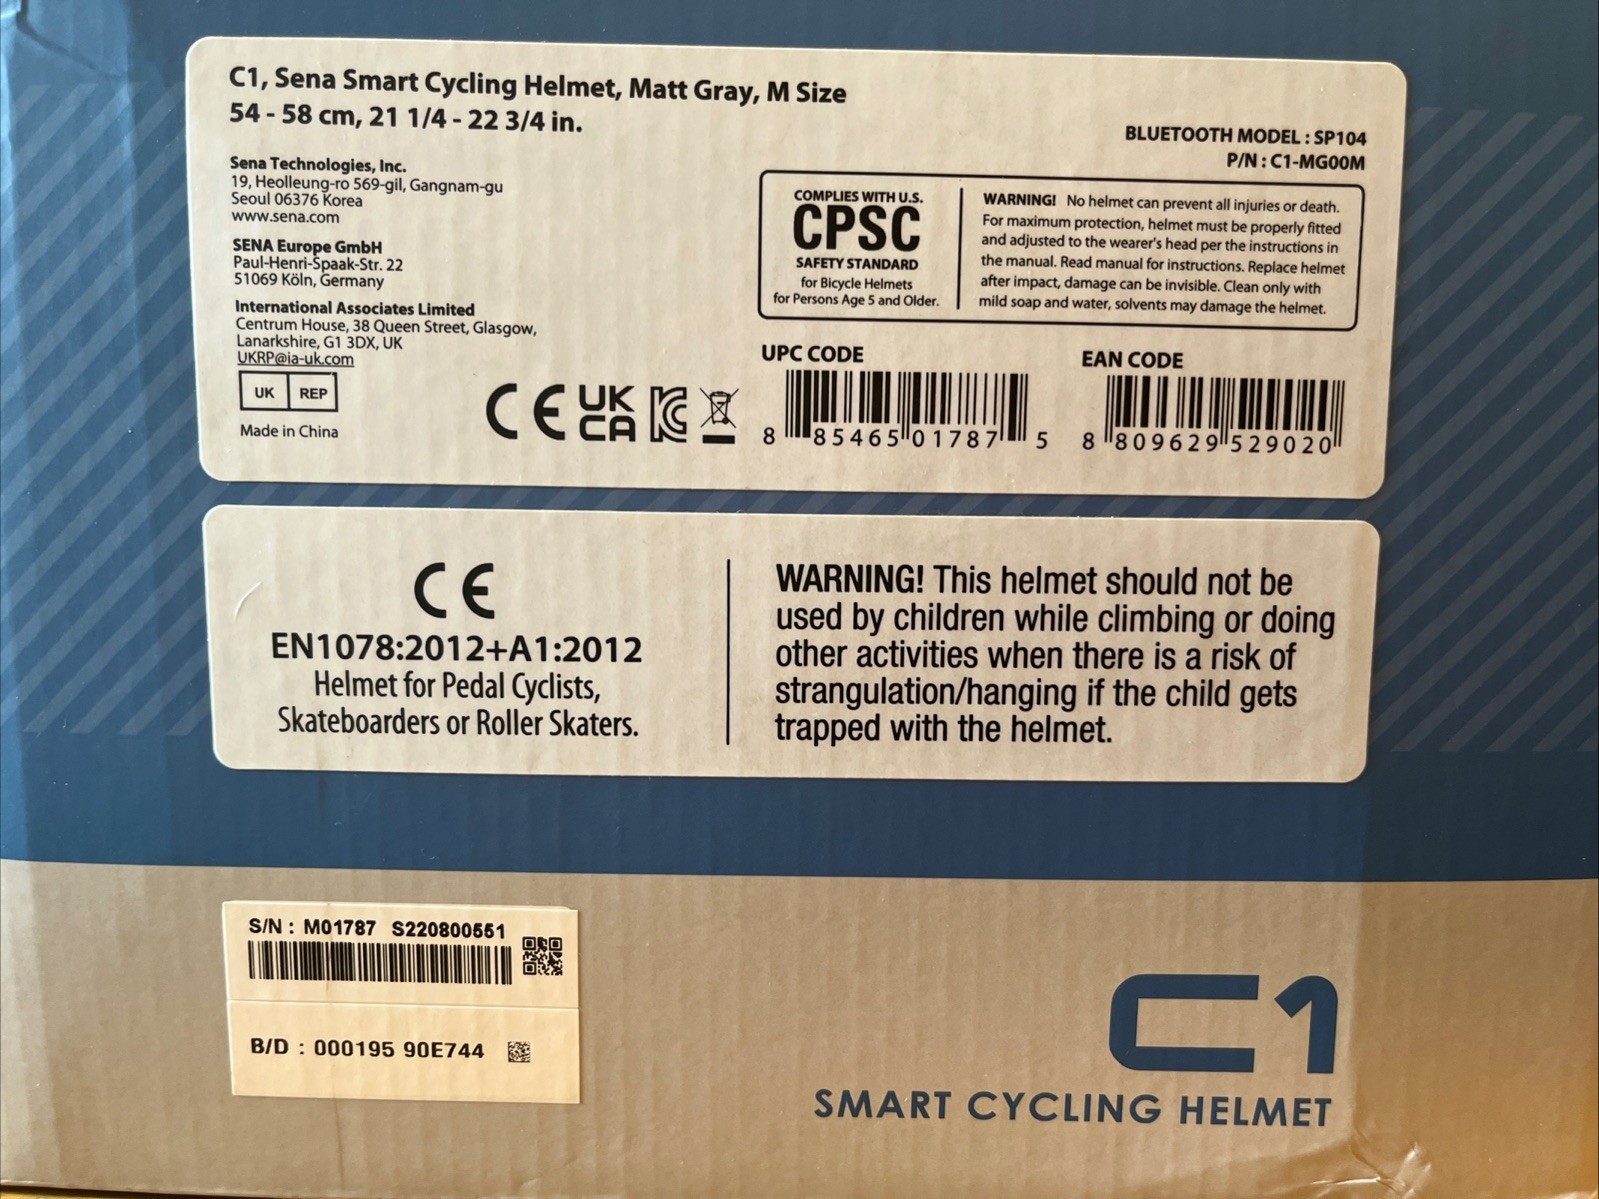 C1, Sena Smart Cycling Helmet, Matt Gray, M Size
54 - 58 cm, 21 1/4 - 22 3/4 in.
Sena Technologies, Inc.
19, Heolleung-ro 569-gil, Gangnam-gu
Seoul 06376 Korea
www.sena.com
SENA Europe GmbH
Paul-Henri-Spaak-Str. 22
51069 Köln, Germany
International Associates Limited
Centrum House, 38 Queen Street, Glasgow,
Lanarkshire, G1 3DX, UK
UKRP@ia-uk.com
UK REP
Made in China
CE UK CA KC
BLUETOOTH MODEL : SP104
P/N : C1-MG00M
COMPLIES WITH U.S.
CPSC
SAFETY STANDARD
for Bicycle Helmets
for Persons Age 5 and Older.
WARNING! No helmet can prevent all injuries or death.
For maximum protection, helmet must be properly fitted
and adjusted to the wearer's head per the instructions in
the manual. Read manual for instructions. Replace helmet
after impact, damage can be invisible. Clean only with
mild soap and water, solvents may damage the helmet.
UPC CODE
8 85465 01787 5
EAN CODE
8 809629 529020
CE
EN1078:2012+A1:2012
Helmet for Pedal Cyclists,
Skateboarders or Roller Skaters.
WARNING! This helmet should not be
used by children while climbing or doing
other activities when there is a risk of
strangulation/hanging if the child gets
trapped with the helmet.
S/N : M01787 S220800551
B/D : 000195 90E744
C1
SMART CYCLING HELMET